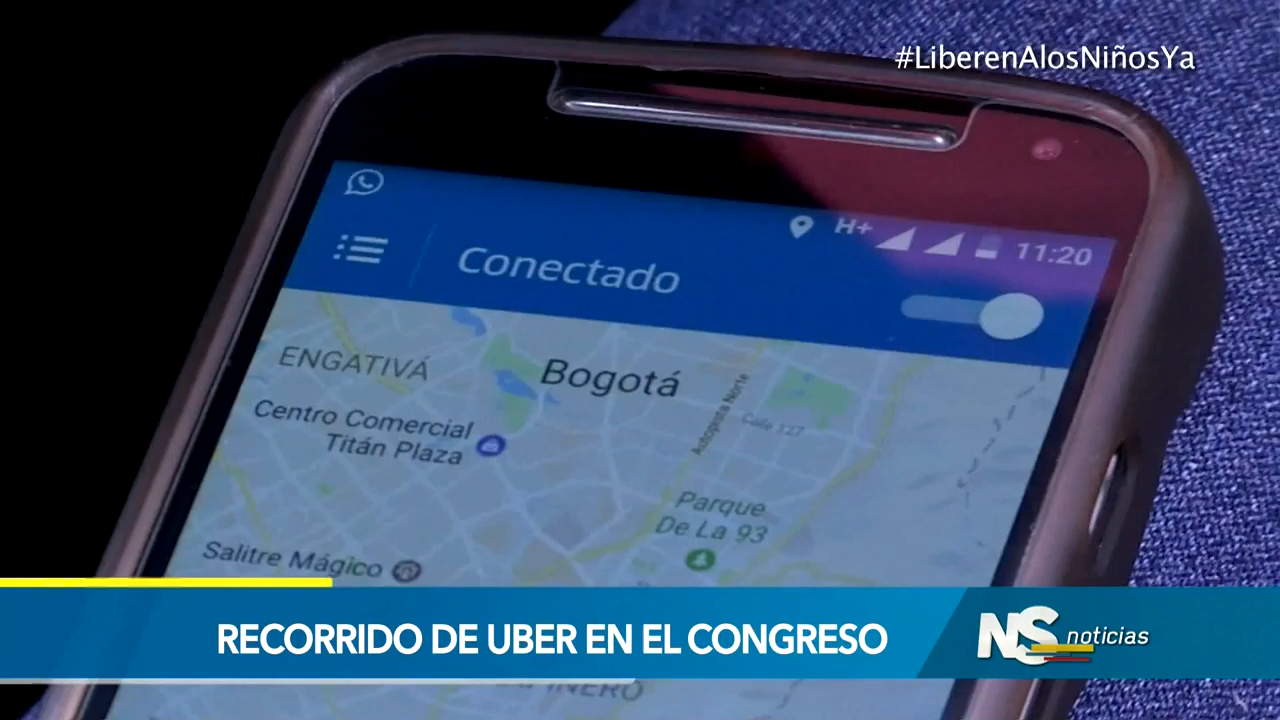 #LiberenAlosNiñosYa
H+ 11:20
Conectado
ENGATIVÁ
Bogotá
Centro Comercial
Titán Plaza
Autopista Norte
Calle 127
Parque
De La 93
Salitre Mágico
RECORRIDO DE UBER EN EL CONGRESO
NS noticias